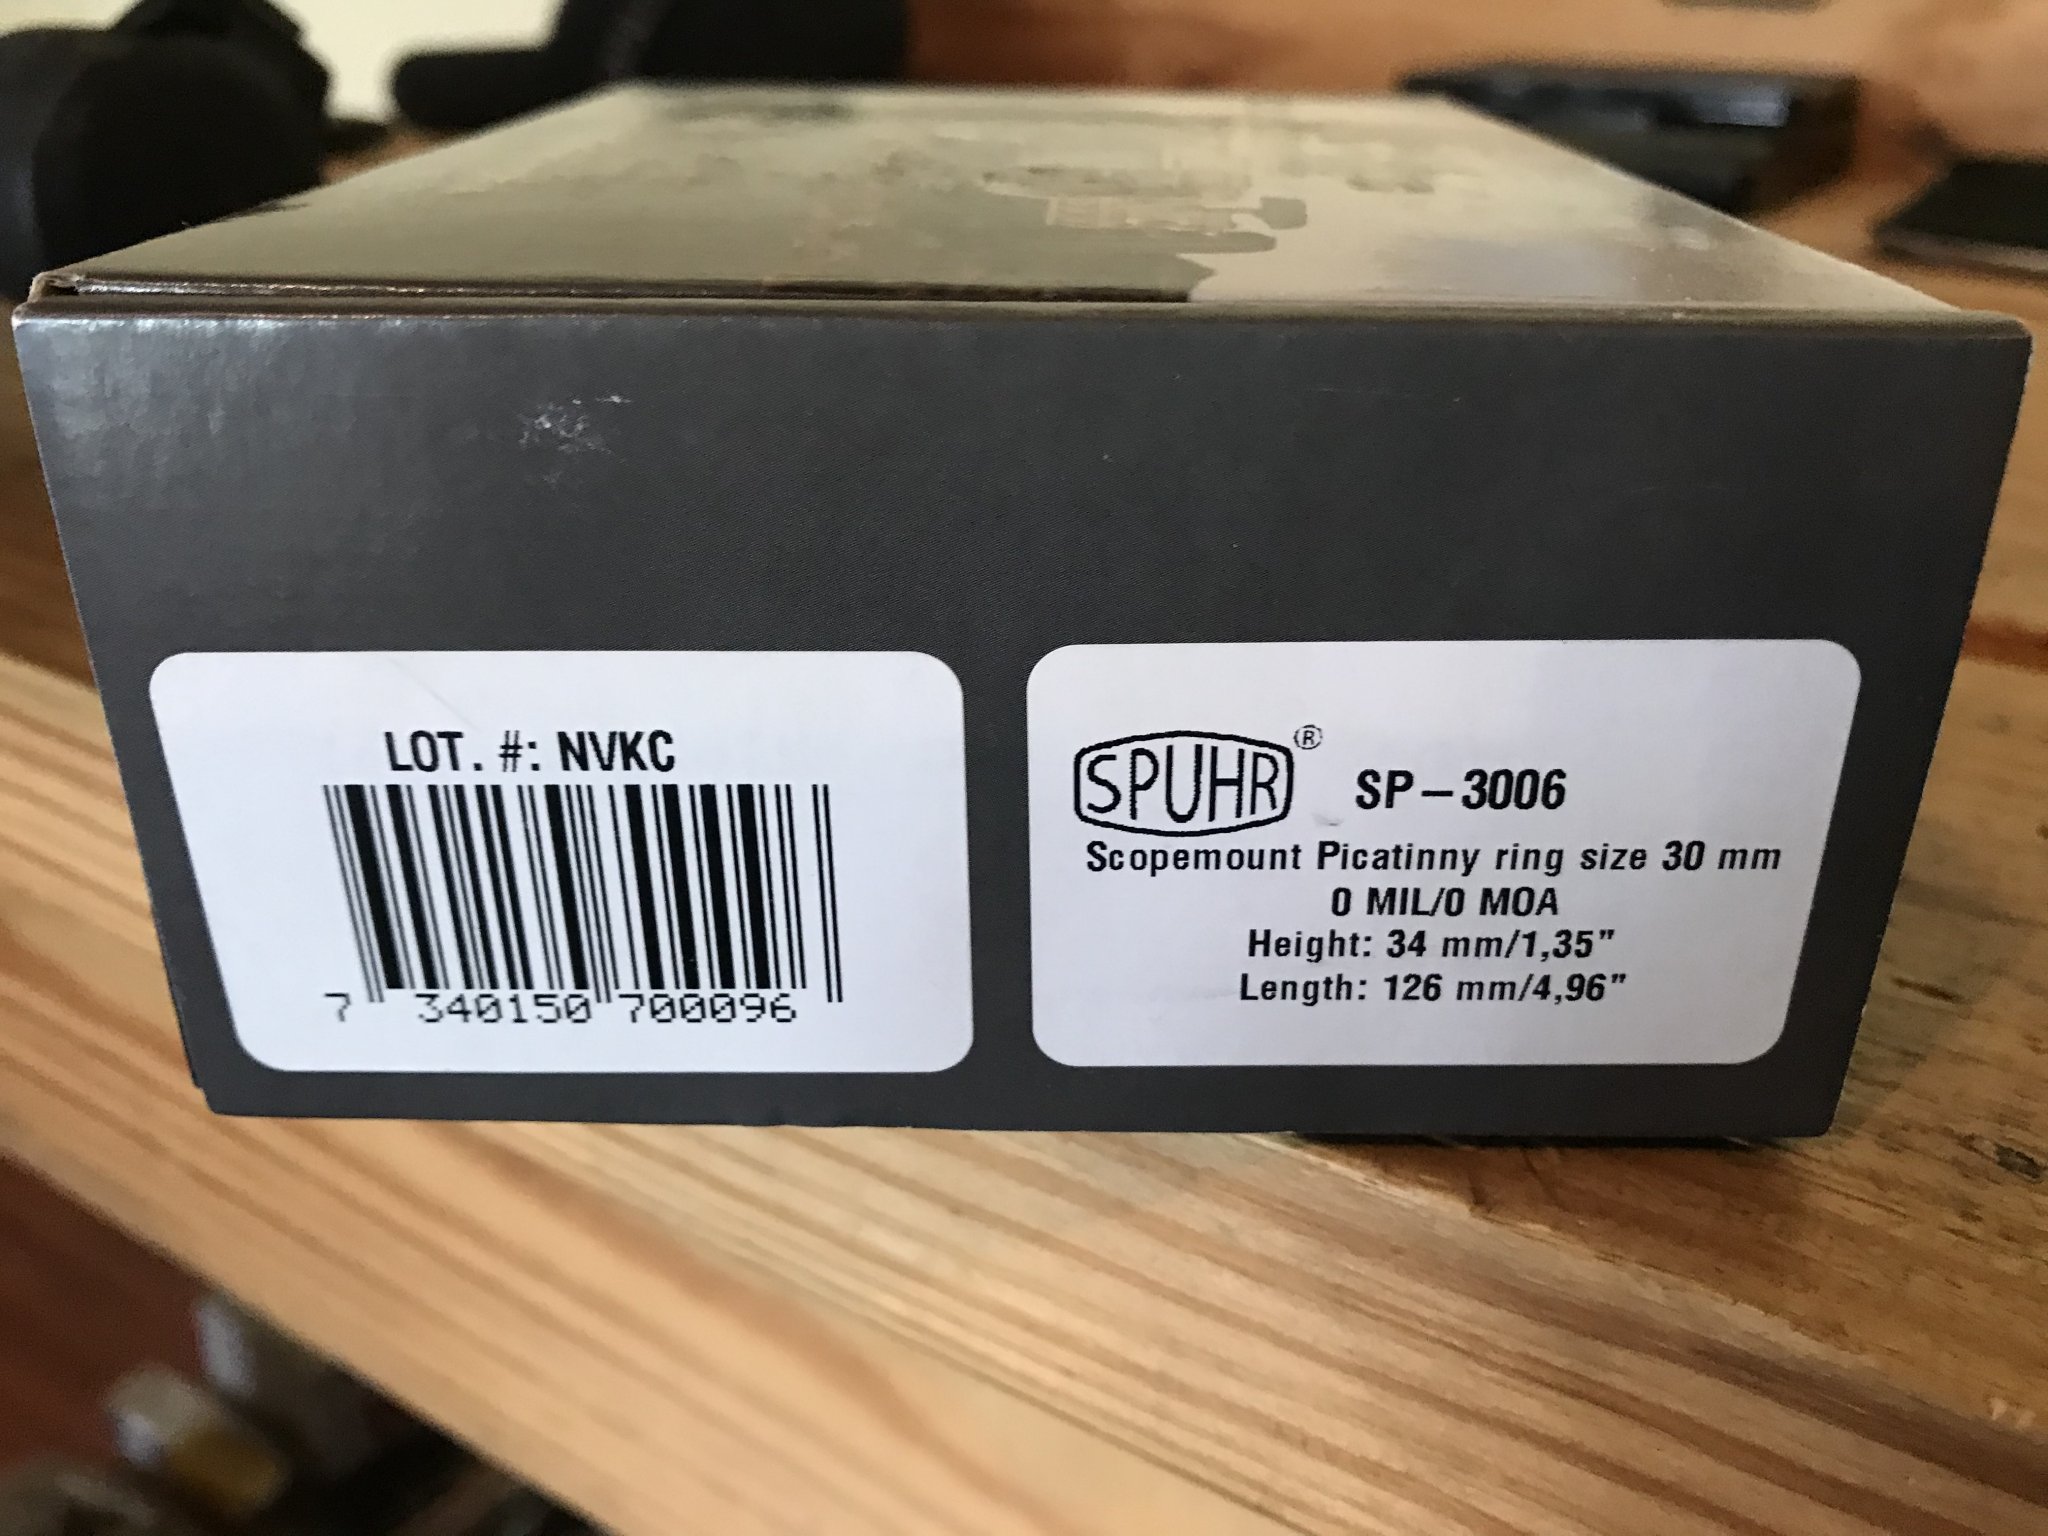 LOT. #: NVKC
7 340150 700096
SPUHR® SP-3006
Scopemount Picatinny ring size 30 mm
0 MIL/0 MOA
Height: 34 mm/1,35"
Length: 126 mm/4,96"